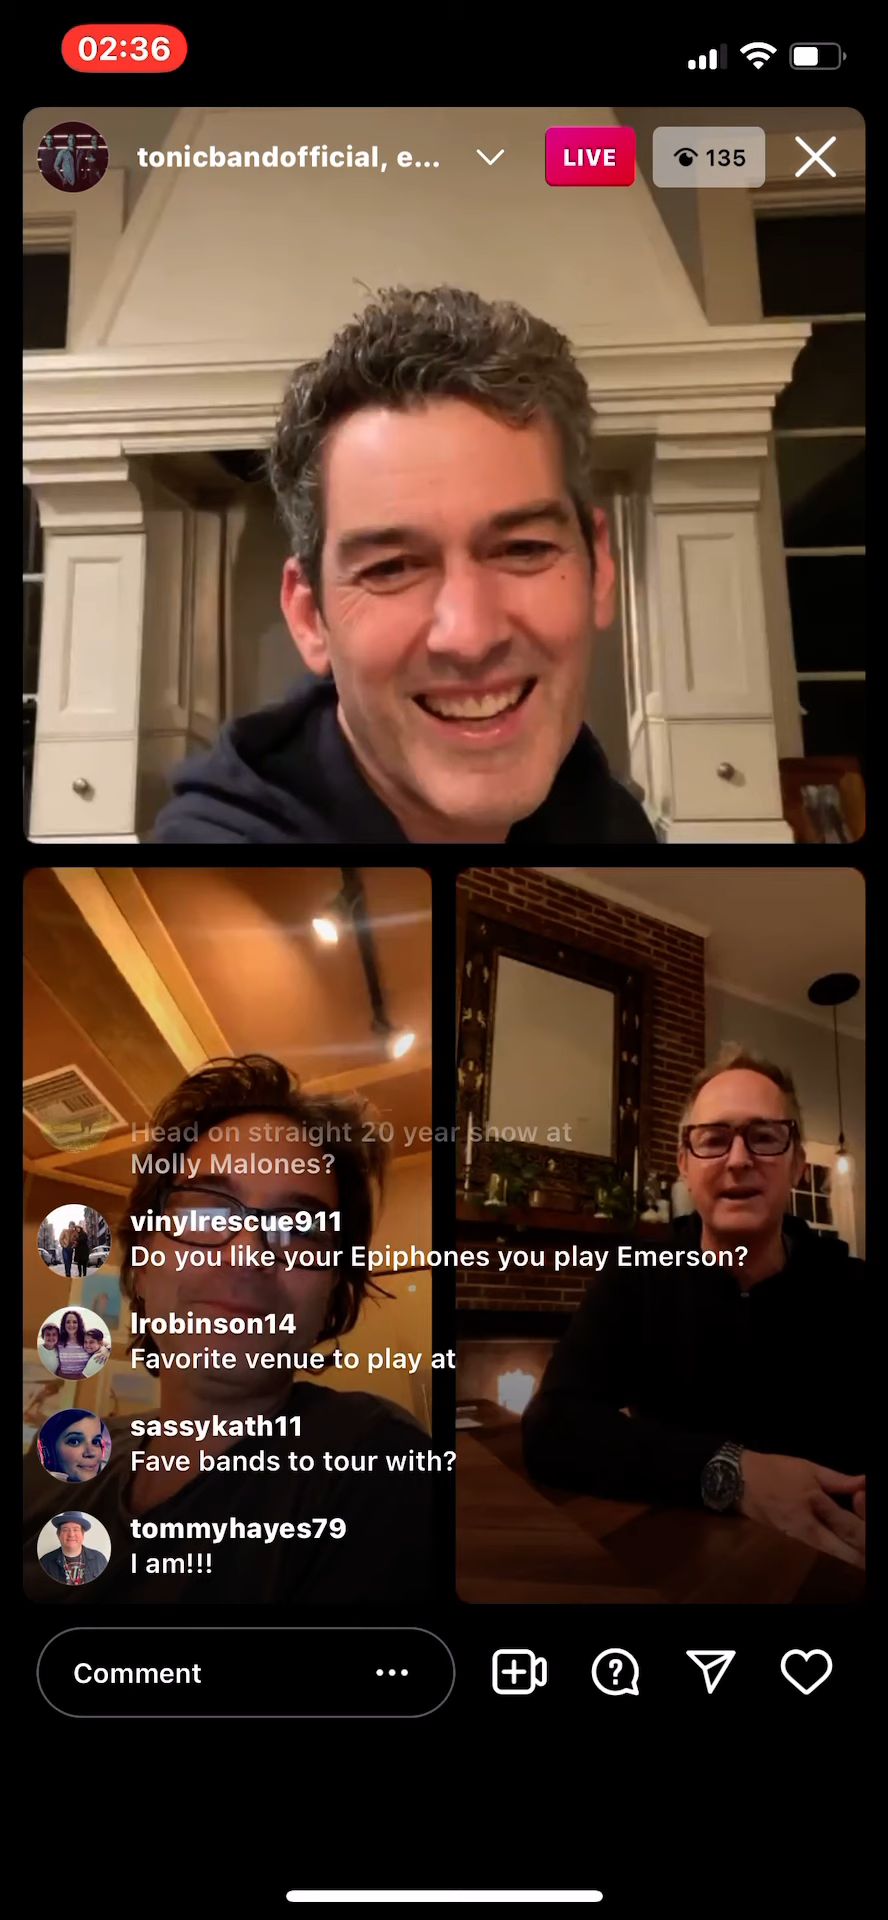 02:36
tonicbandofficial, e...
LIVE
135
Head on straight 20 year show at
Molly Malones?
vinylrescue911
Do you like your Epiphones you play Emerson?
lrobinson14
Favorite venue to play at
sassykath11
Fave bands to tour with?
tommyhayes79
I am!!!
Comment